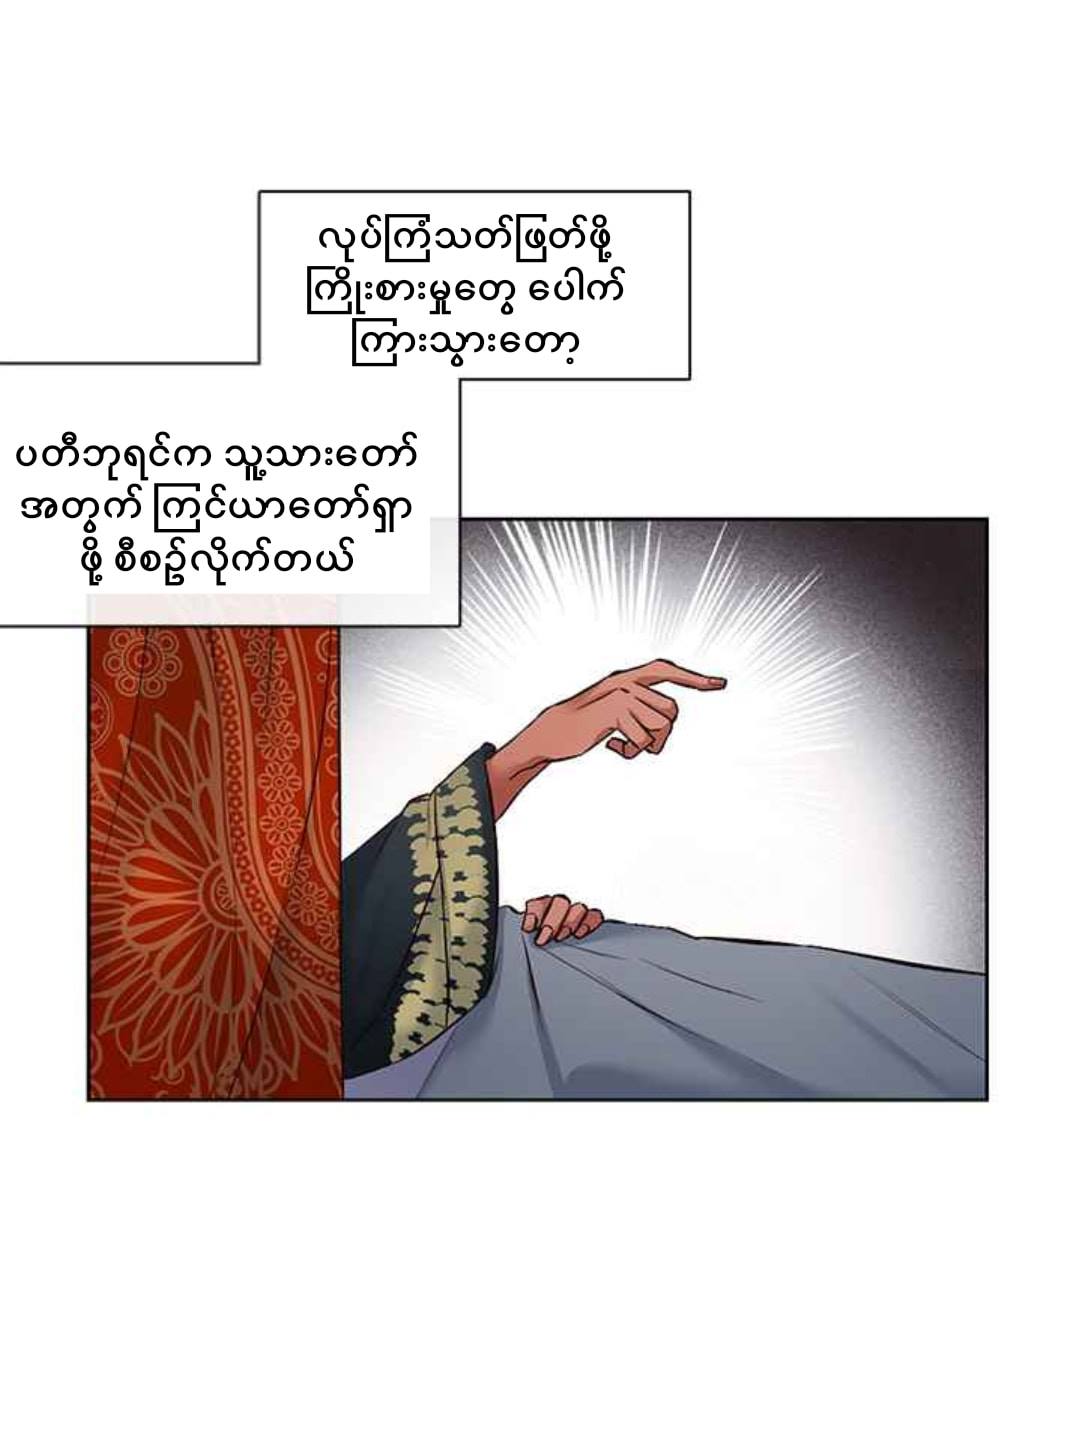 လုပ်ကြံသတ်ဖြတ်ဖို့
ကြိုးစားမှုတွေ ပေါက်
ကြားသွားတော့
ပတီဘုရင်က သူ့သားတော်
အတွက် ကြင်ယာတော်ရှာ
ဖို့ စီစဥ်လိုက်တယ်